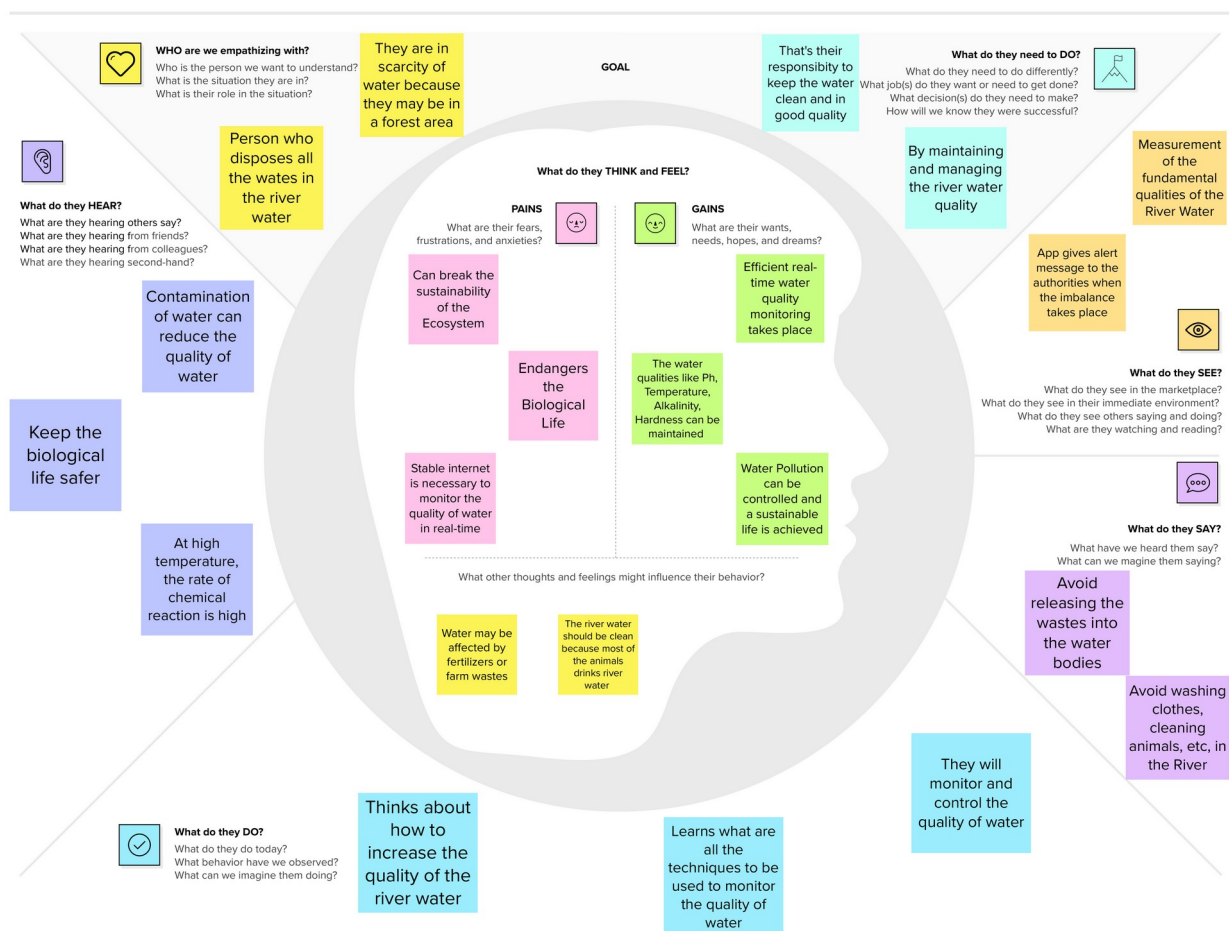 WHO are we empathizing with?
Who is the person we want to understand?
What is the situation they are in?
What is their role in the situation?
They are in
scarcity of
water because
they may be in
a forest area
Person who
disposes all
the wates in
the river
water
GOAL
That's their
responsibity to
keep the water
clean and in
good quality
What do they need to DO?
What do they need to do differently?
What job(s) do they want or need to get done?
What decision(s) do they need to make?
How will we know they were successful?
By maintaining
and managing
the river water
quality
Measurement
of the
fundamental
qualities of the
River Water
App gives alert
message to the
authorities when
the imbalance
takes place
What do they SEE?
What do they see in the marketplace?
What do they see in their immediate environment?
What do they see others saying and doing?
What are they watching and reading?
What do they HEAR?
What are they hearing others say?
What are they hearing from friends?
What are they hearing from colleagues?
What are they hearing second-hand?
Contamination
of water can
reduce the
quality of
water
Keep the
biological
life safer
At high
temperature,
the rate of
chemical
reaction is high
What do they THINK and FEEL?
PAINS
What are their fears,
frustrations, and anxieties?
Can break the
sustainability
of the
Ecosystem
Endangers
the
Biological
Life
Stable internet
is necessary to
monitor the
quality of water
in real-time
GAINS
What are their wants,
needs, hopes, and dreams?
Efficient real-
time water
quality
monitoring
takes place
The water
qualities like Ph,
Temperature,
Alkalinity,
Hardness can be
maintained
Water Pollution
can be
controlled and
a sustainable
life is achieved
What other thoughts and feelings might influence their behavior?
Water may be
affected by
fertilizers or
farm wastes
The river water
should be clean
because most of
the animals
drinks river
water
What do they SAY?
What have we heard them say?
What can we magine them saying?
Avoid
releasing the
wastes into
the water
bodies
Avoid washing
clothes,
cleaning
animals, etc, in
the River
What do they DO?
What do they do today?
What behavior have we observed?
What can we imagine them doing?
Thinks about
how to
increase the
quality of the
river water
Learns what are
all the
techniques to be
used to monitor
the quality of
water
They will
monitor and
control the
quality of water